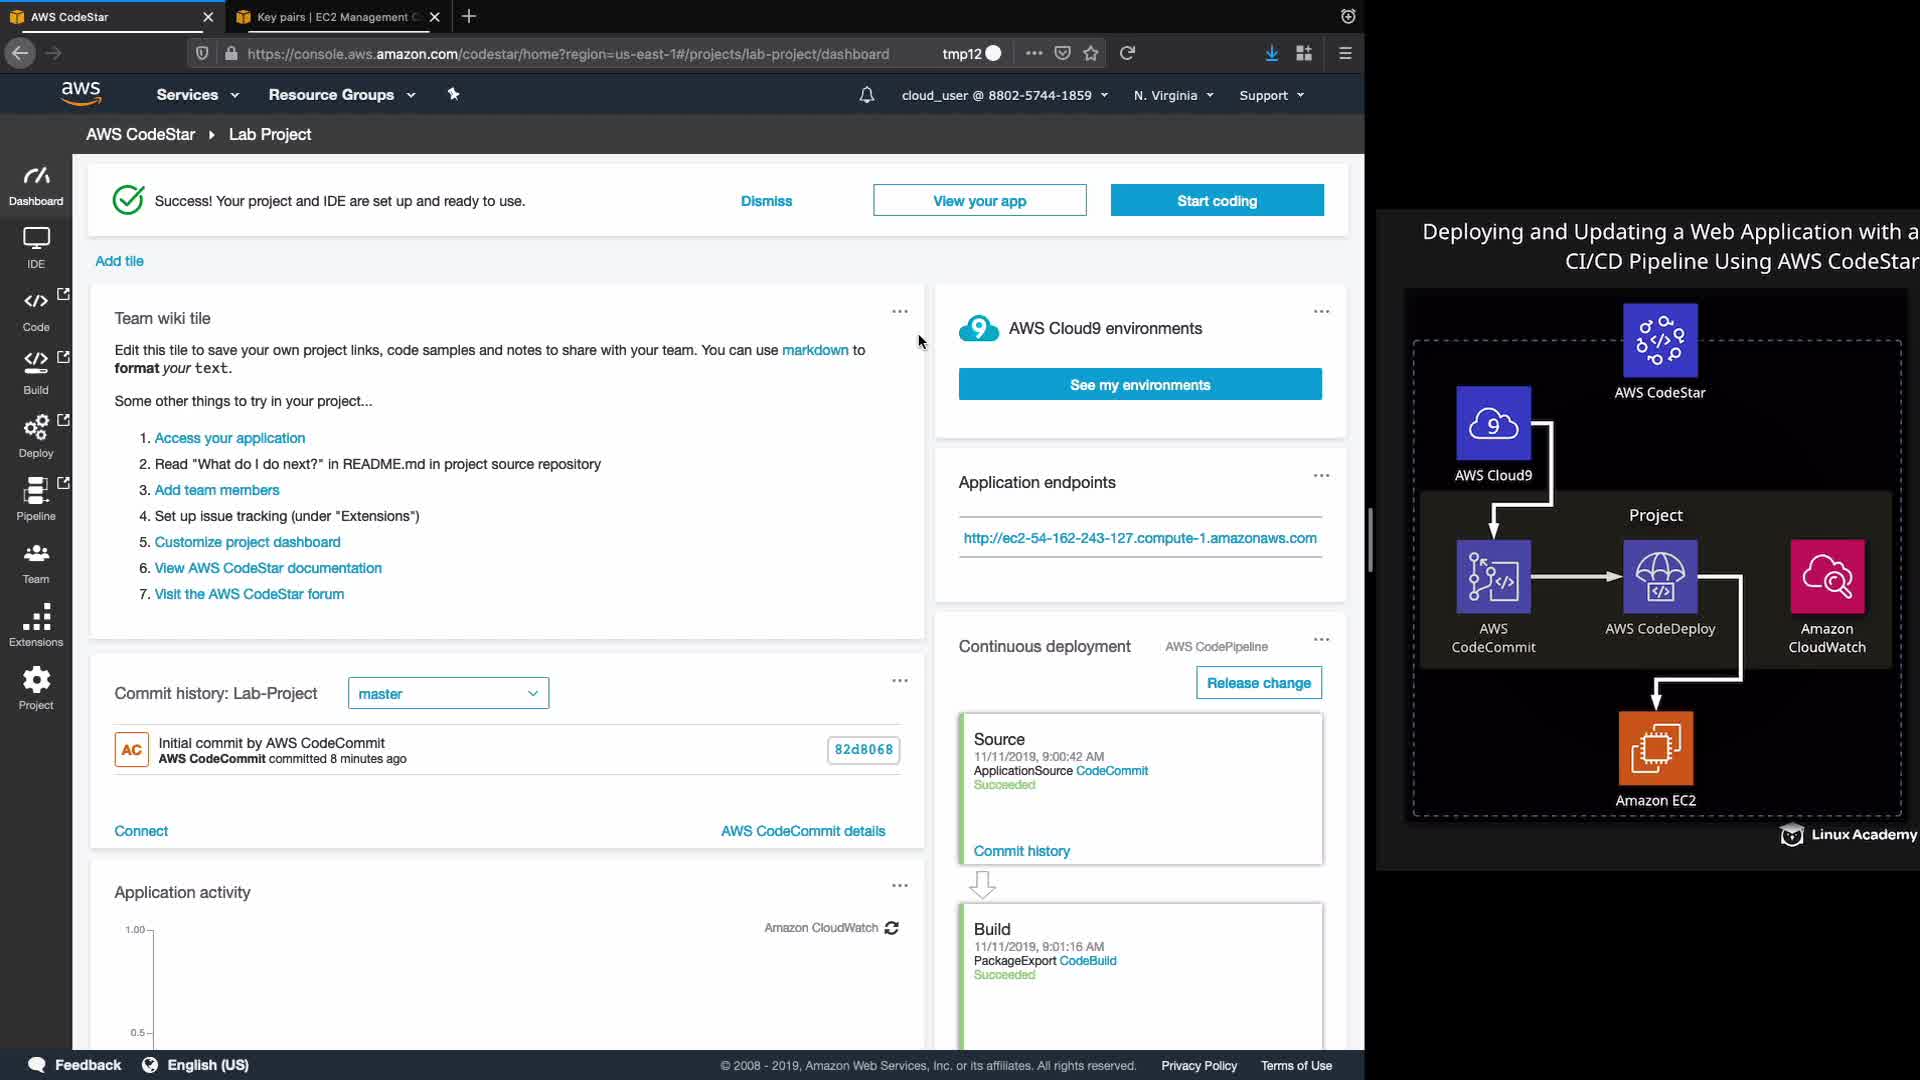 AWS CodeStar
Key pairs | EC2 Management C
https://console.aws.amazon.com/codestar/home?region=us-east-1#/projects/lab-project/dashboard
tmp12
aws
Services
Resource Groups
cloud_user @ 8802-5744-1859
N. Virginia
Support
AWS CodeStar
Lab Project
Dashboard
IDE
Code
Build
Deploy
Pipeline
Team
Extensions
Project
Success! Your project and IDE are set up and ready to use.
Dismiss
View your app
Start coding
Add tile
Team wiki tile
Edit this tile to save your own project links, code samples and notes to share with your team. You can use markdown to
format your text.
Some other things to try in your project...
1. Access your application
2. Read "What do I do next?" in README.md in project source repository
3. Add team members
4. Set up issue tracking (under "Extensions")
5. Customize project dashboard
6. View AWS CodeStar documentation
7. Visit the AWS CodeStar forum
Commit history: Lab-Project
master
AC
Initial commit by AWS CodeCommit
AWS CodeCommit committed 8 minutes ago
82d8068
Connect
AWS CodeCommit details
Application activity
Amazon CloudWatch
1.00
0.5
9
AWS Cloud9 environments
See my environments
Application endpoints
http://ec2-54-162-243-127.compute-1.amazonaws.com
Continuous deployment
AWS CodePipeline
Release change
Source
11/11/2019, 9:00:42 AM
ApplicationSource CodeCommit
Succeeded
Commit history
Build
11/11/2019, 9:01:16 AM
PackageExport CodeBuild
Succeeded
Feedback
English (US)
© 2008 - 2019, Amazon Web Services, Inc. or its affiliates. All rights reserved.
Privacy Policy
Terms of Use
Deploying and Updating a Web Application with a
CI/CD Pipeline Using AWS CodeStar
AWS CodeStar
9
AWS Cloud9
Project
AWS
CodeCommit
AWS CodeDeploy
Amazon
CloudWatch
Amazon EC2
Linux Academy